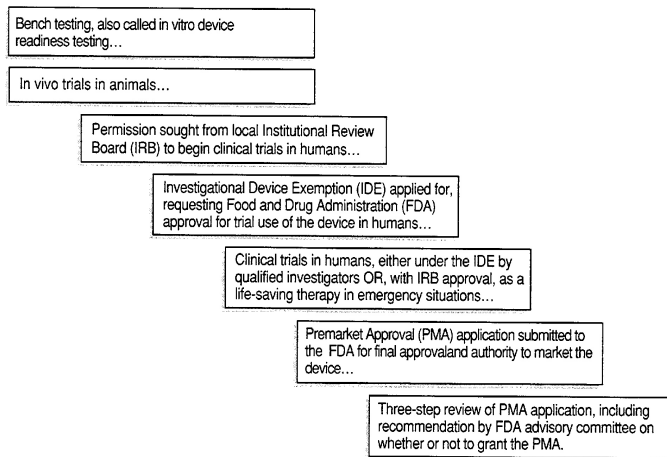 Bench testing, also called in vitro device
readiness testing…
In vivo trials in animals…
Permission sought from local Institutional Review
Board (IRB) to begin clinical trials in humans…
Investigational Device Exemption (IDE) applied for,
requesting Food and Drug Administration (FDA)
approval for trial use of the device in humans…
Clinical trials in humans, either under the IDE by
qualified investigators OR, with IRB approval, as a
life-saving therapy in emergency situations…
Premarket Approval (PMA) application submitted to
the FDA for final approvaland authority to market the
device…
Three-step review of PMA application, including
recommendation by FDA advisory committee on
whether or not to grant the PMA.